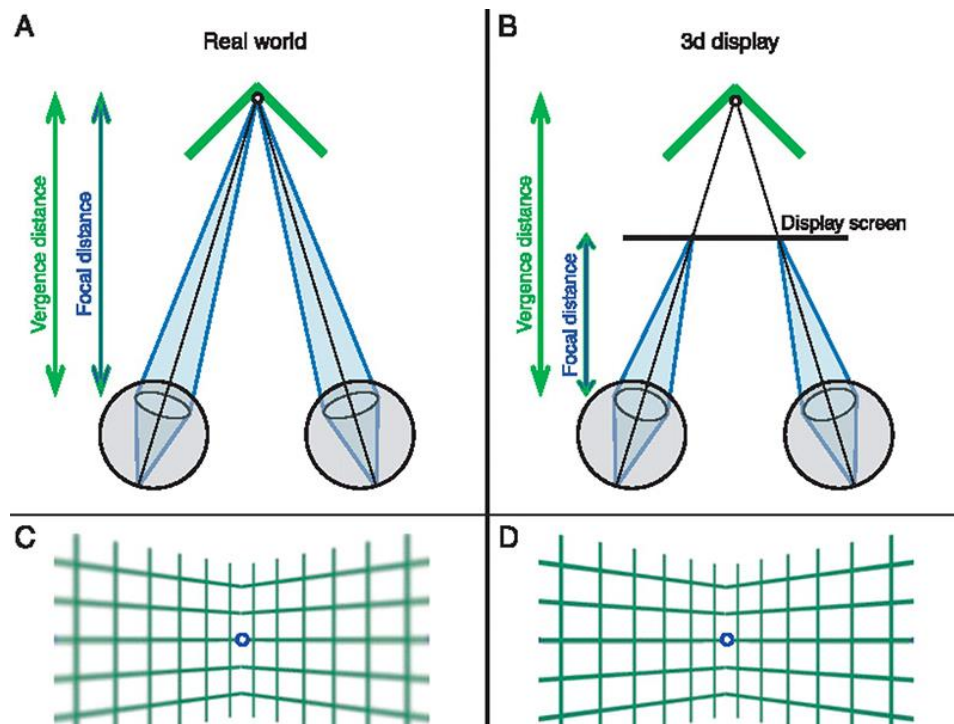 A
Real world
Vergence distance
Focal distance
B
3d display
Vergence distance
Focal distance
Display screen
C
D